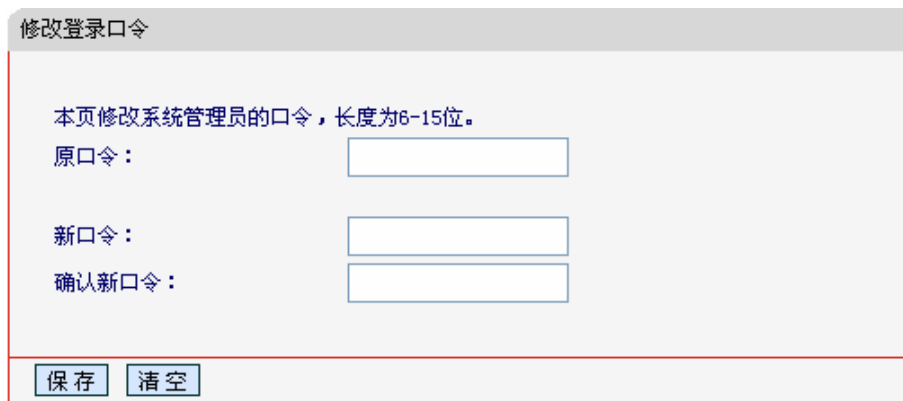 修改登录口令
本页修改系统管理员的口令，长度为6-15位。
原口令：
新口令：
确认新口令：
保存 清空